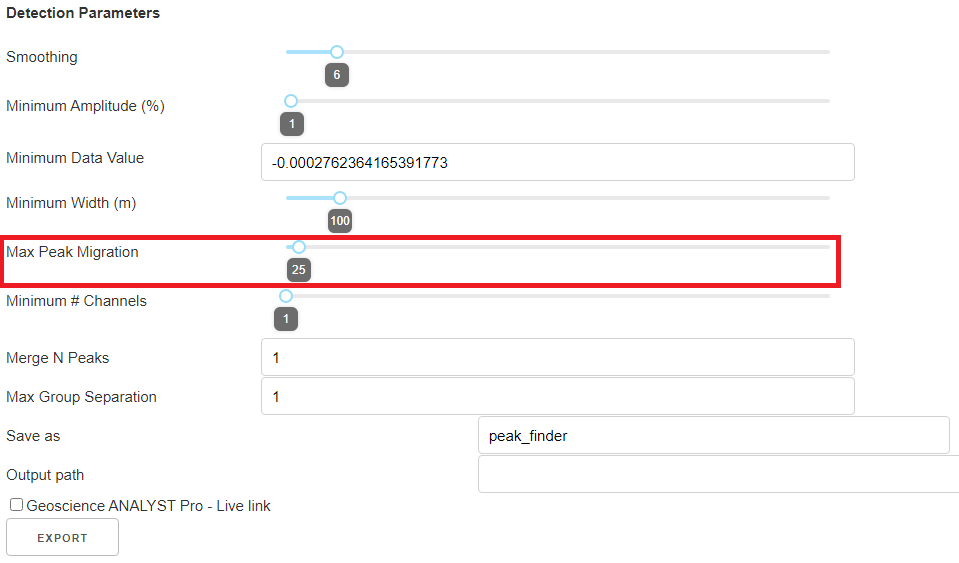 Detection Parameters
Smoothing
6
Minimum Amplitude (%)
1
Minimum Data Value -0.0002762364165391773
Minimum Width (m)
100
Max Peak Migration
25
Minimum # Channels
1
Merge N Peaks 1
Max Group Separation 1
Save as peak_finder
Output path
Geoscience ANALYST Pro - Live link
EXPORT